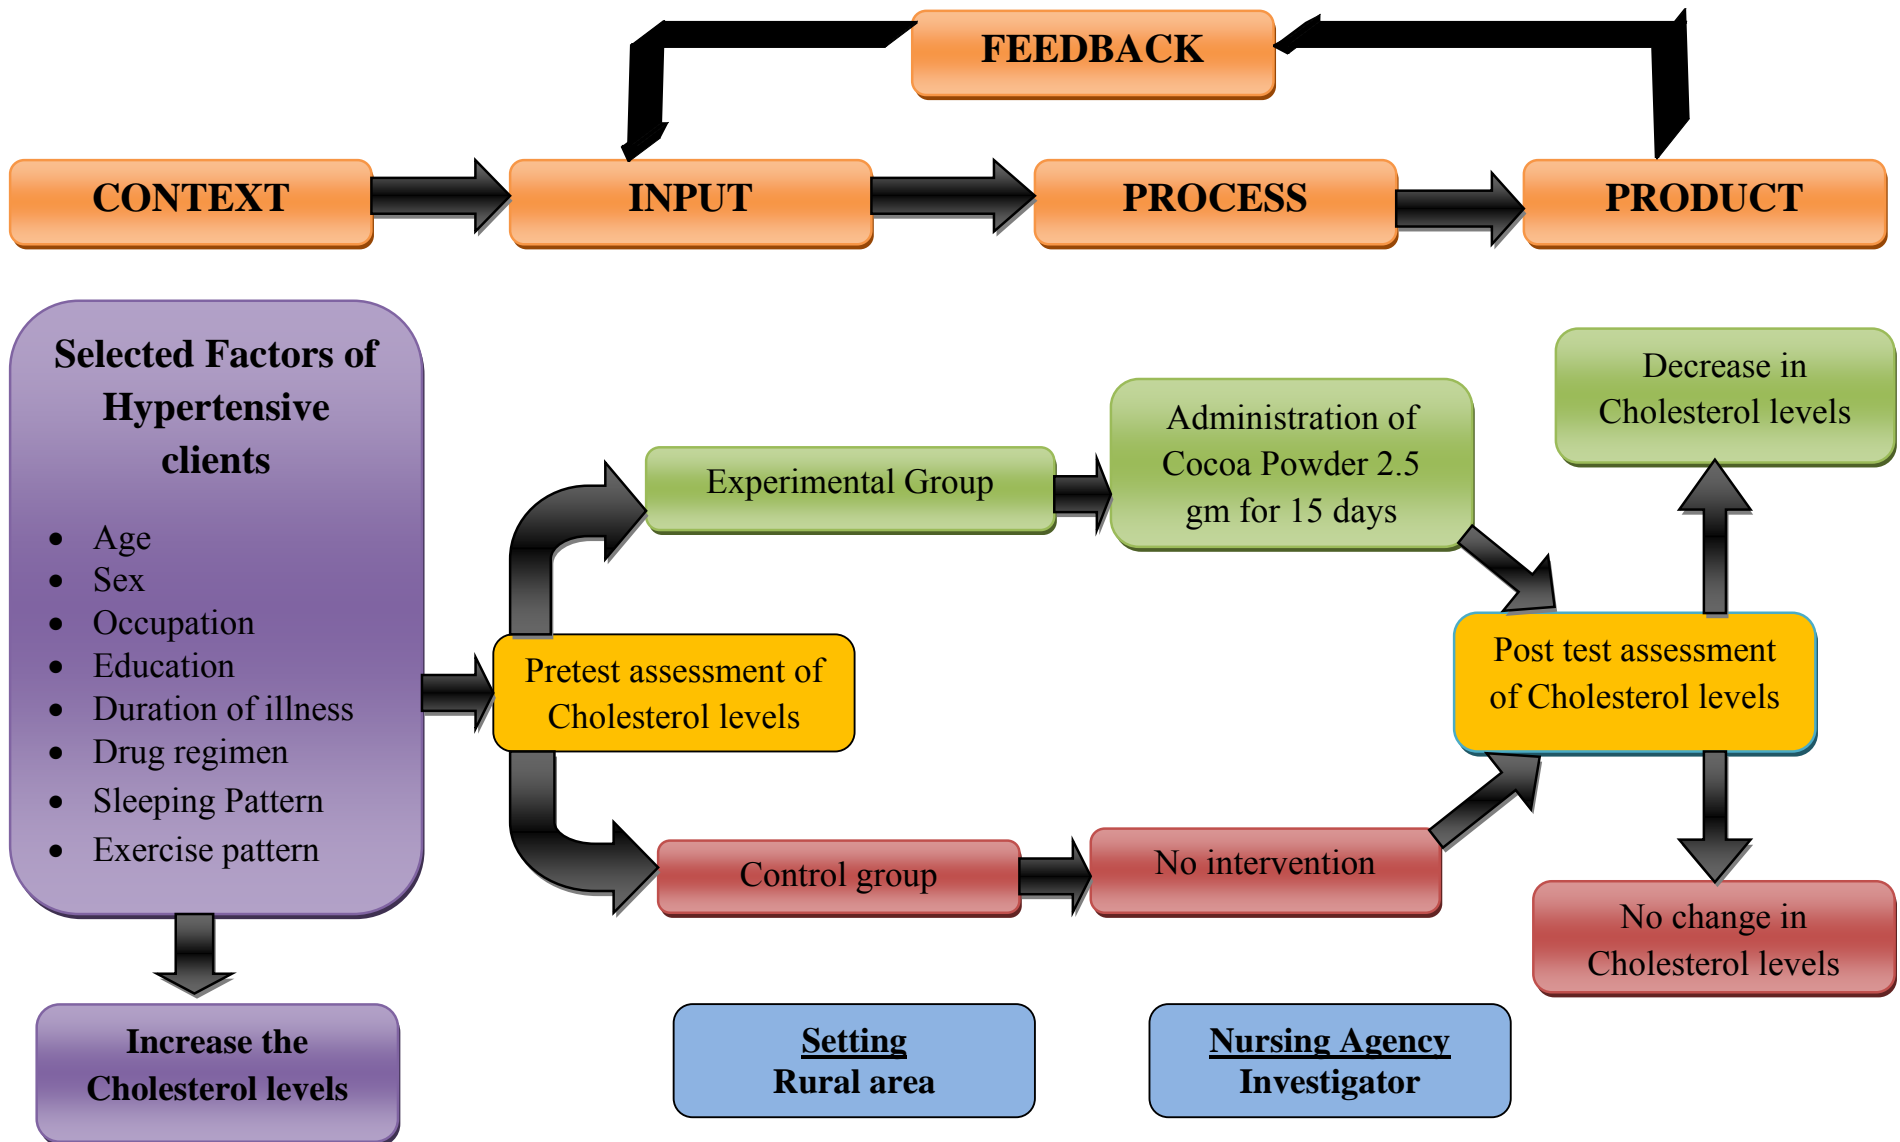 FEEDBACK
CONTEXT
INPUT
PROCESS
PRODUCT
Selected Factors of
Hypertensive
clients
• Age
• Sex
• Occupation
• Education
• Duration of illness
• Drug regimen
• Sleeping Pattern
• Exercise pattern
Increase the
Cholesterol levels
Pretest assessment of
Cholesterol levels
Experimental Group
Administration of
Cocoa Powder 2.5
gm for 15 days
Control group
No intervention
Post test assessment
of Cholesterol levels
Decrease in
Cholesterol levels
No change in
Cholesterol levels
Setting
Rural area
Nursing Agency
Investigator